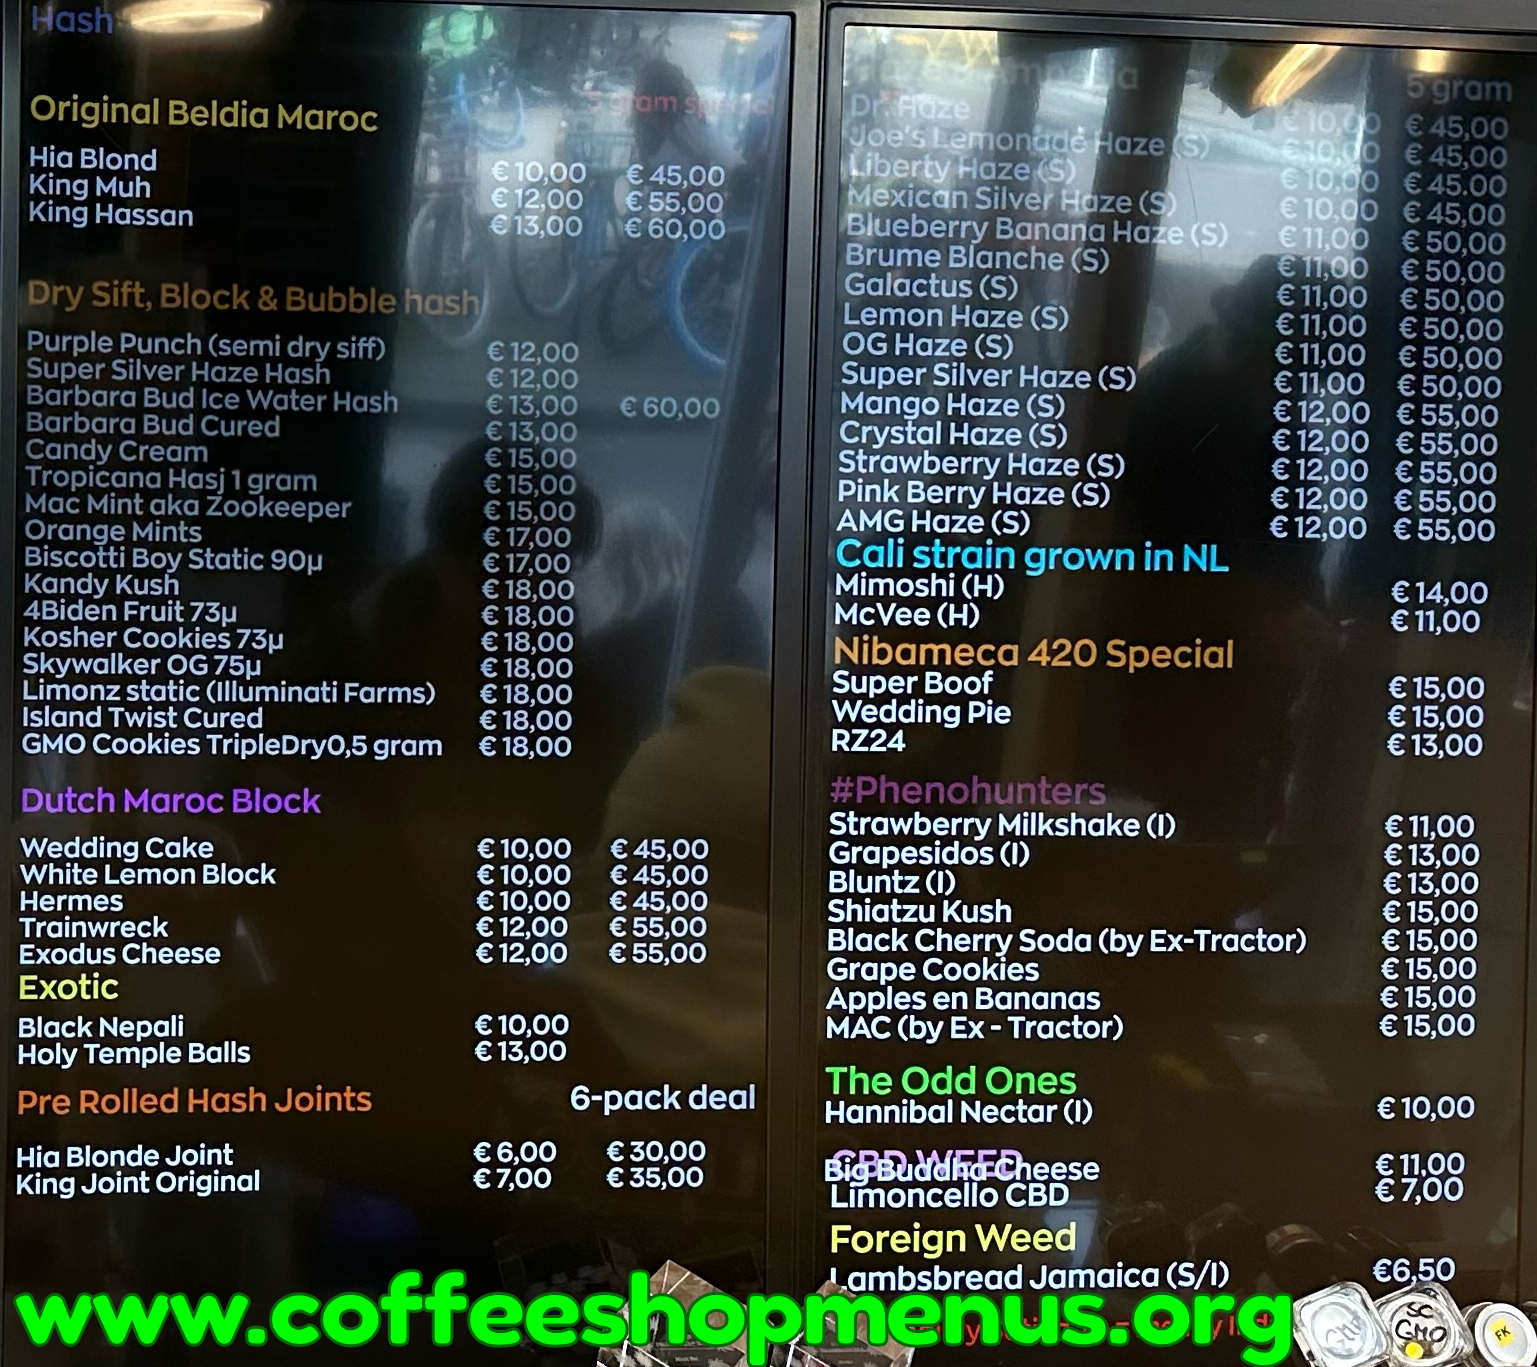 Hash
5 gram special
Original Beldia Maroc
Hia Blond € 10,00 € 45,00
King Muh € 12,00 € 55,00
King Hassan € 13,00 € 60,00
Dry Sift, Block & Bubble hash
Purple Punch (semi dry siff) € 12,00
Super Silver Haze Hash € 12,00
Barbara Bud Ice Water Hash € 13,00 € 60,00
Barbara Bud Cured € 13,00
Candy Cream € 15,00
Tropicana Hasj 1 gram € 15,00
Mac Mint aka Zookeeper € 15,00
Orange Mints € 17,00
Biscotti Boy Static 90µ € 17,00
Kandy Kush € 18,00
4Biden Fruit 73µ € 18,00
Kosher Cookies 73µ € 18,00
Skywalker OG 75µ € 18,00
Limonz static (Illuminati Farms) € 18,00
Island Twist Cured € 18,00
GMO Cookies TripleDry0,5 gram € 18,00
Dutch Maroc Block
Wedding Cake € 10,00 € 45,00
White Lemon Block € 10,00 € 45,00
Hermes € 10,00 € 45,00
Trainwreck € 12,00 € 55,00
Exodus Cheese € 12,00 € 55,00
Exotic
Black Nepali € 10,00
Holy Temple Balls € 13,00
Pre Rolled Hash Joints 6-pack deal
Hia Blonde Joint € 6,00 € 30,00
King Joint Original € 7,00 € 35,00
5 gram
Dr. Haze € 10,00 € 45,00
Joe's Lemonade Haze (S) € 10,00 € 45,00
Liberty Haze (S) € 10,00 € 45.00
Mexican Silver Haze (S) € 10,00 € 45,00
Blueberry Banana Haze (S) € 11,00 € 50,00
Brume Blanche (S) € 11,00 € 50,00
Galactus (S) € 11,00 € 50,00
Lemon Haze (S) € 11,00 € 50,00
OG Haze (S) € 11,00 € 50,00
Super Silver Haze (S) € 11,00 € 50,00
Mango Haze (S) € 12,00 € 55,00
Crystal Haze (S) € 12,00 € 55,00
Strawberry Haze (S) € 12,00 € 55,00
Pink Berry Haze (S) € 12,00 € 55,00
AMG Haze (S) € 12,00 € 55,00
Cali strain grown in NL
Mimoshi (H) € 14,00
McVee (H) € 11,00
Nibameca 420 Special
Super Boof € 15,00
Wedding Pie € 15,00
RZ24 € 13,00
#Phenohunters
Strawberry Milkshake (I) € 11,00
Grapesidos (I) € 13,00
Bluntz (I) € 13,00
Shiatzu Kush € 15,00
Black Cherry Soda (by Ex-Tractor) € 15,00
Grape Cookies € 15,00
Apples en Bananas € 15,00
MAC (by Ex - Tractor) € 15,00
The Odd Ones
Hannibal Nectar (I) € 10,00
CBD WEED
Big Buddha Cheese € 11,00
Limoncello CBD € 7,00
Foreign Weed
Lambsbread Jamaica (S/I) €6,50
www.coffeeshopmenus.org
SC
GMO
FK